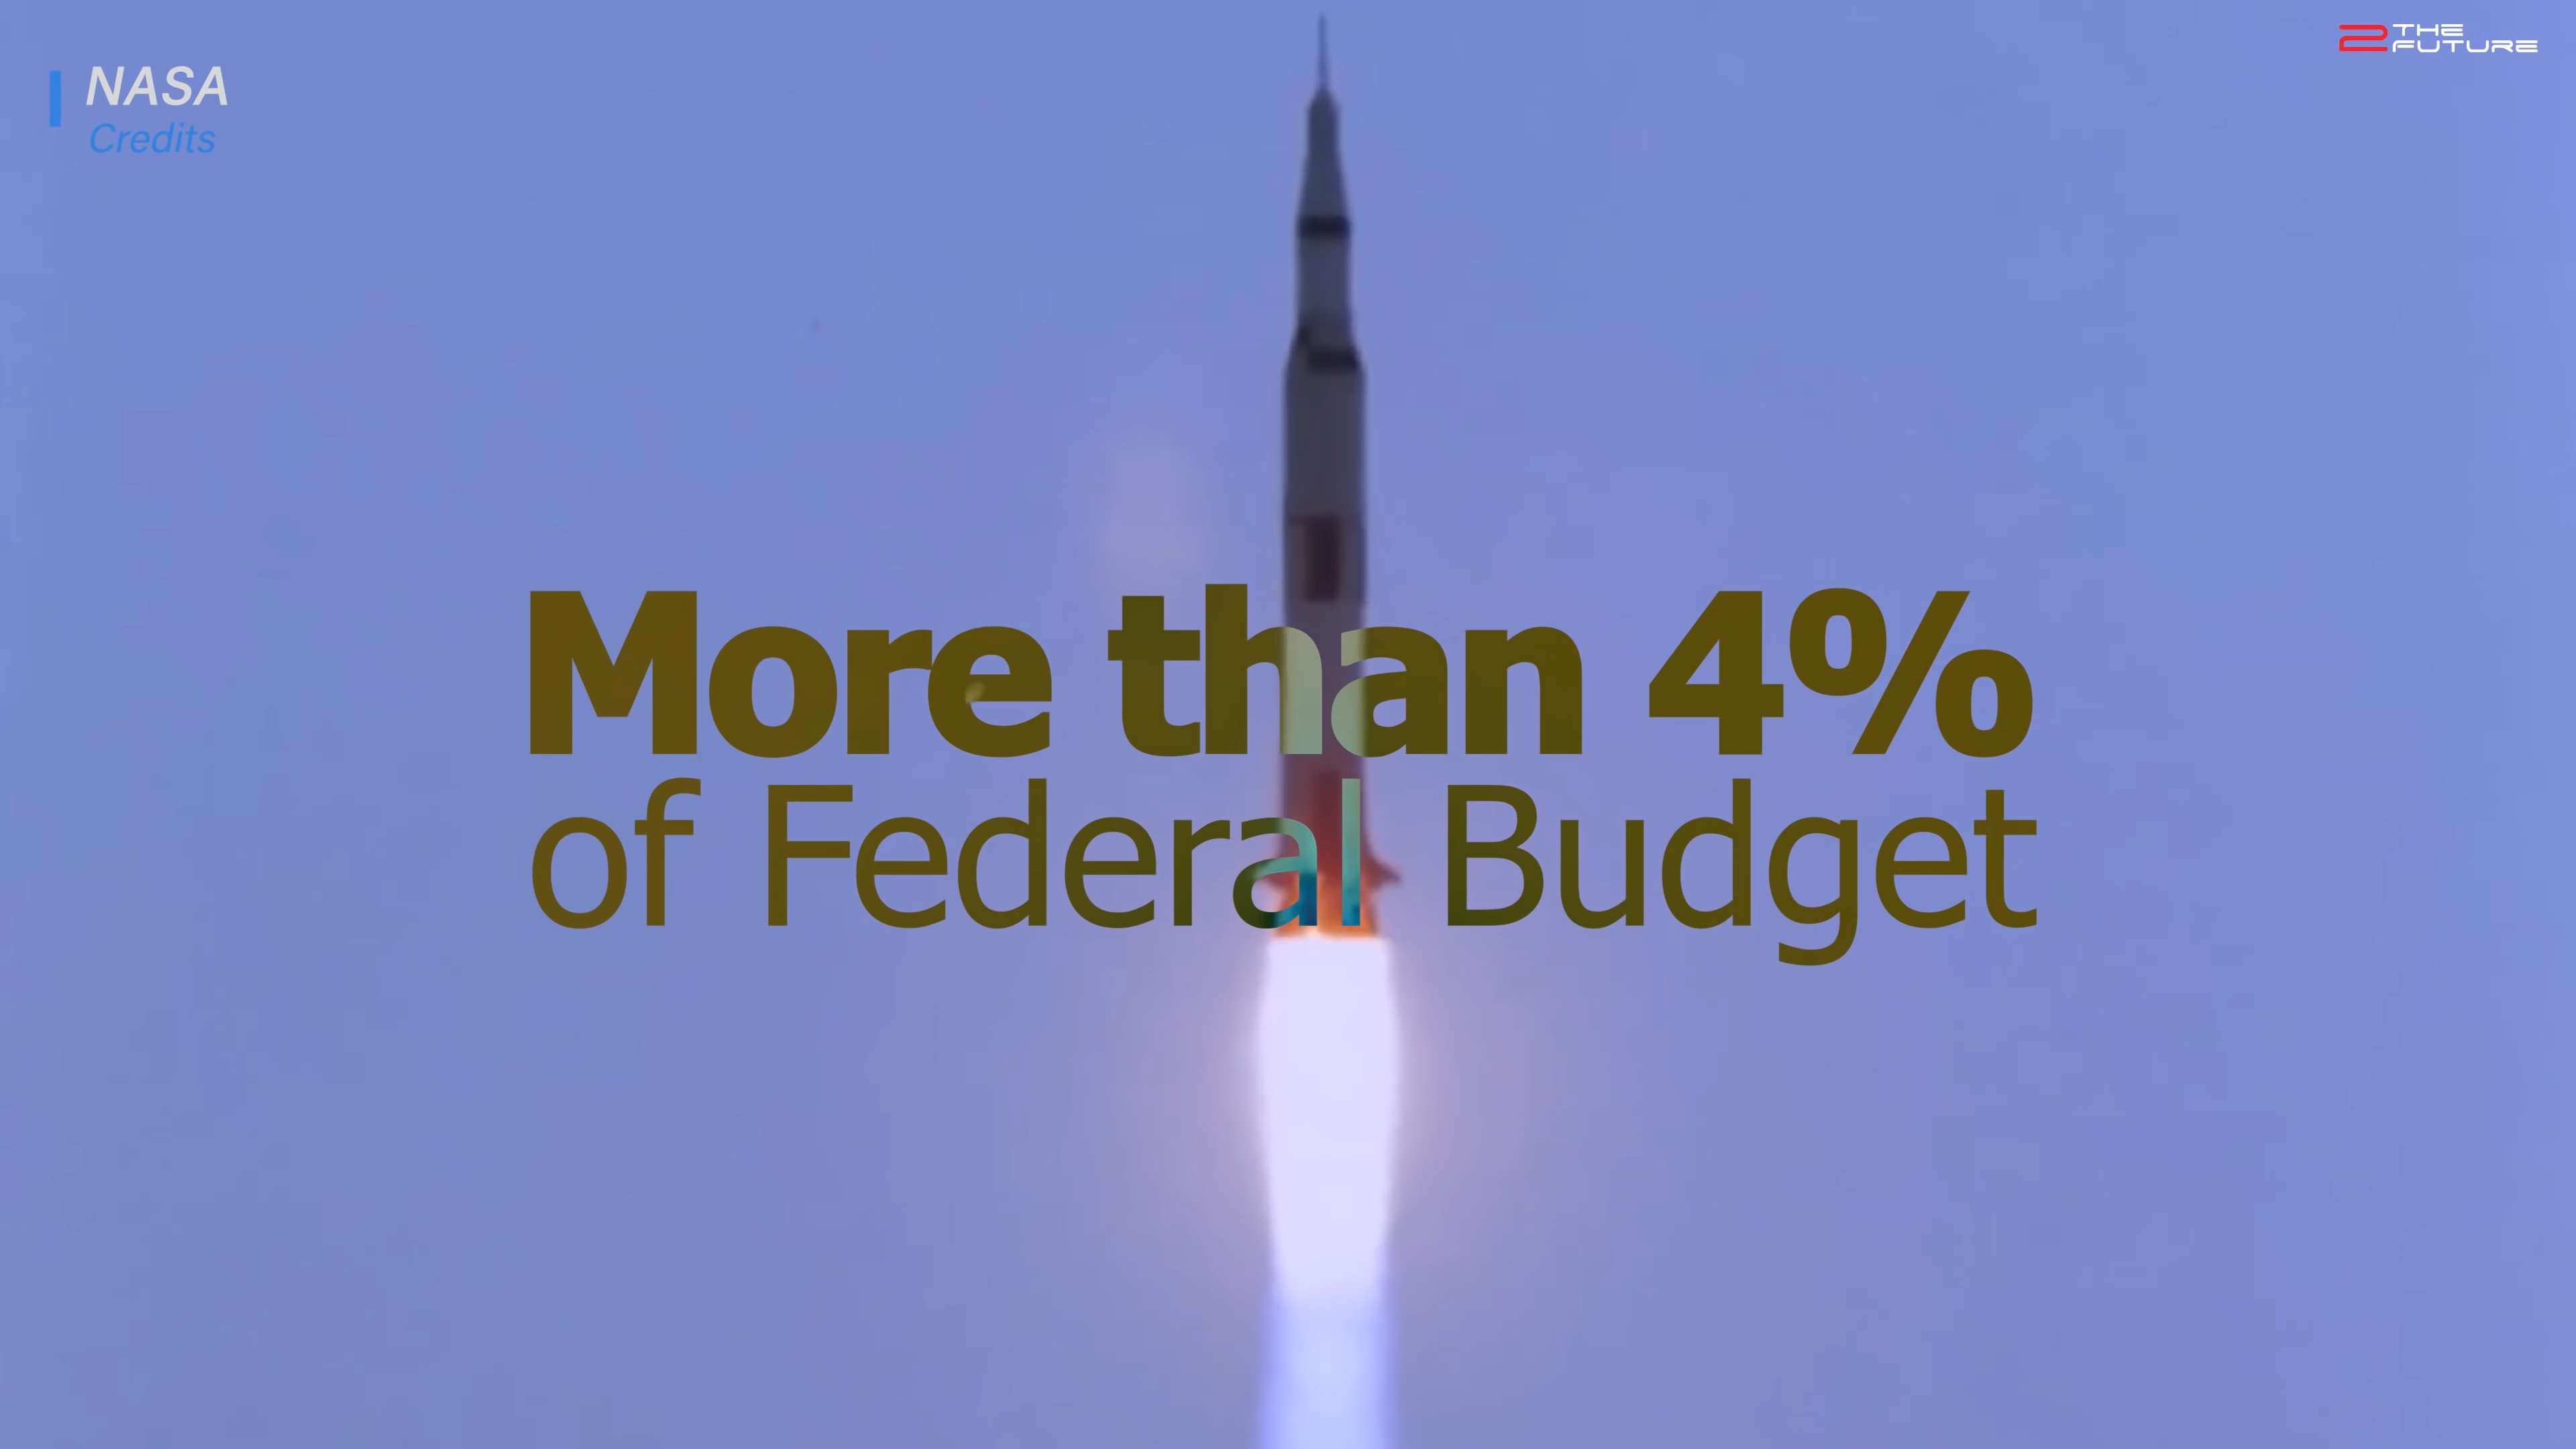 NASA
Credits
2 THE
FUTURE
More than 4%
of Federal Budget